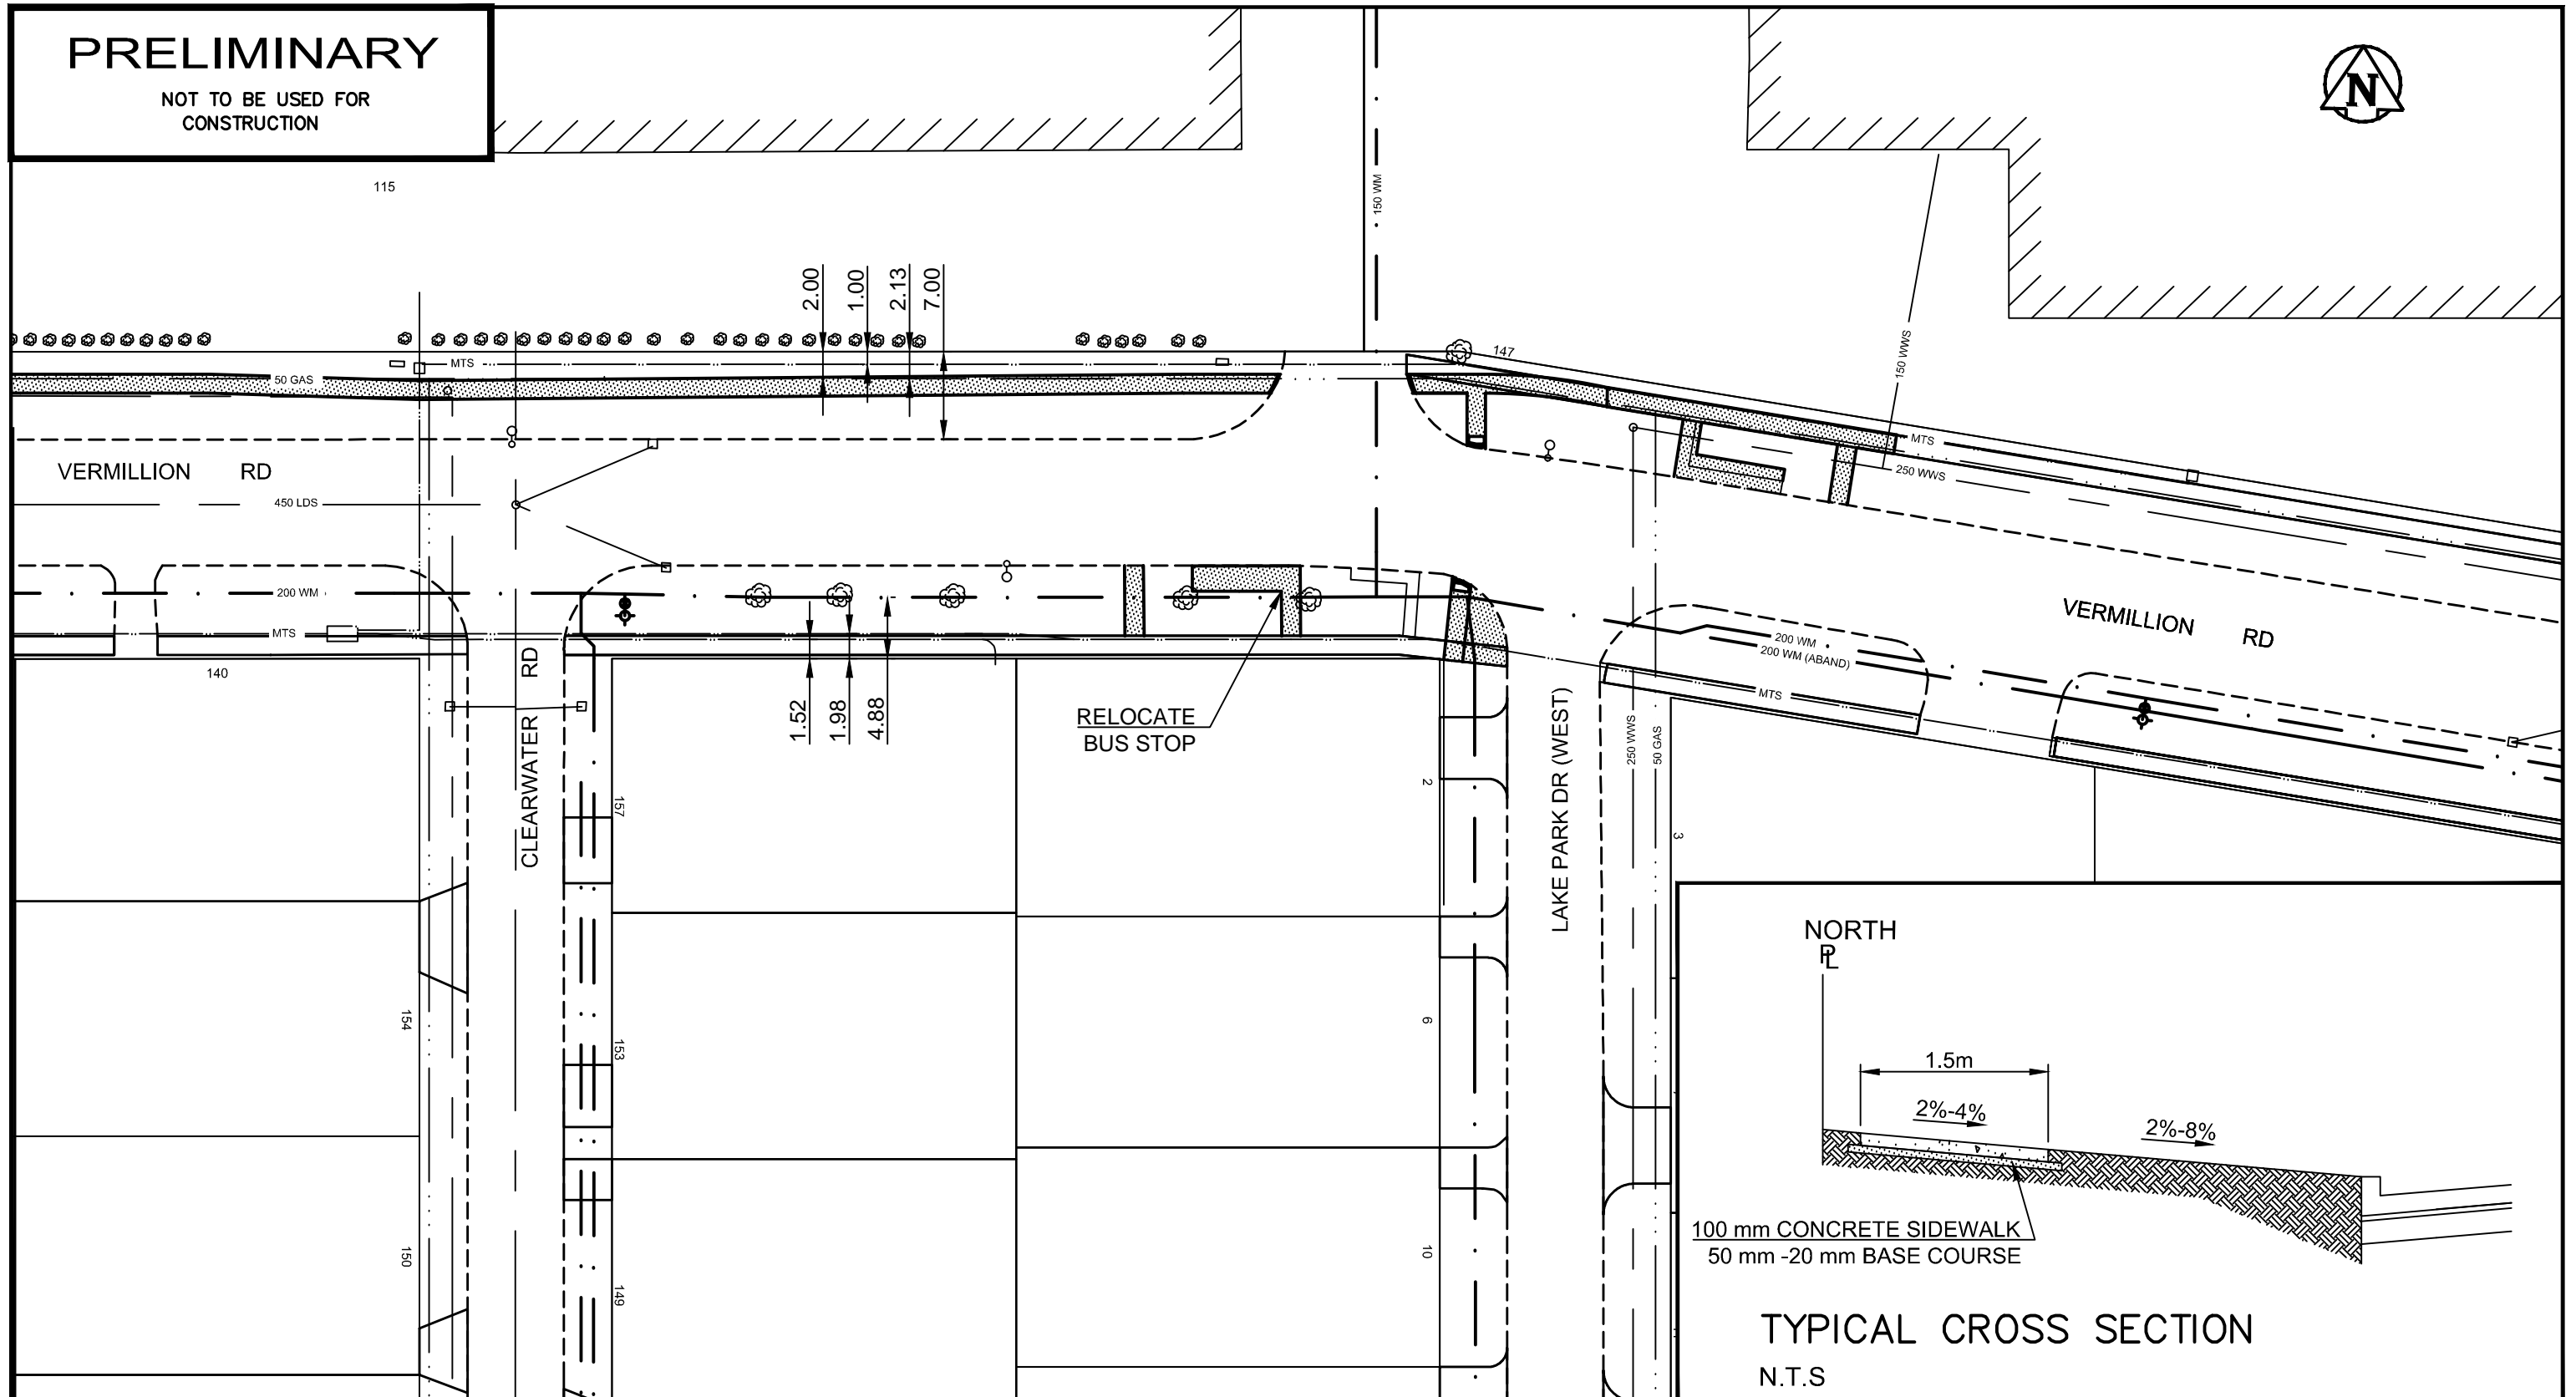 PRELIMINARY
NOT TO BE USED FOR
CONSTRUCTION
N
115
150 WM
2.00
1.00
2.13
7.00
MTS
50 GAS
147
150 WWS
MTS
250 WWS
VERMILLION RD
450 LDS
200 WM
MTS
140
CLEARWATER RD
1.52
1.98
4.88
RELOCATE
BUS STOP
LAKE PARK DR (WEST)
250 WWS
50 GAS
200 WM
200 WM (ABAND)
MTS
VERMILLION RD
157
2
3
154
153
6
150
149
10
NORTH
PL
1.5m
2%-4%
2%-8%
100 mm CONCRETE SIDEWALK
50 mm -20 mm BASE COURSE
TYPICAL CROSS SECTION
N.T.S